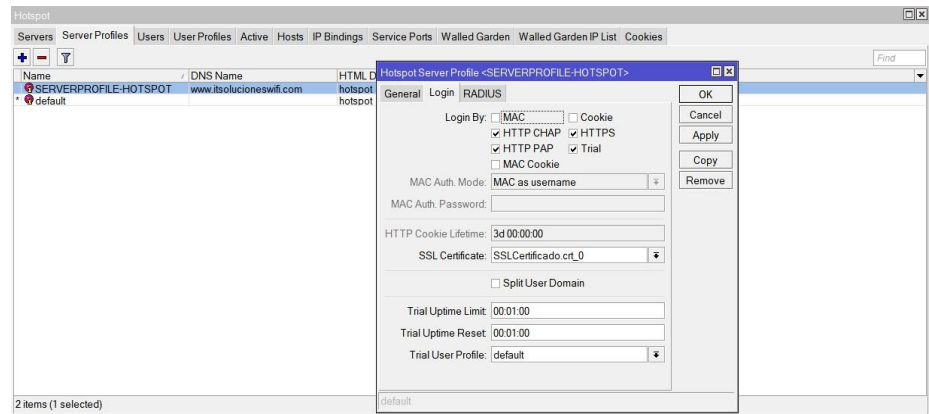 Hotspot
Servers Server Profiles Users User Profiles Active Hosts IP Bindings Service Ports Walled Garden Walled Garden IP List Cookies
Find
Name / DNS Name HTML D
SERVERPROFILE-HOTSPOT www.itsolucioneswifi.com hotspot
* default hotspot
Hotspot Server Profile <SERVERPROFILE-HOTSPOT>
General Login RADIUS
Login By: MAC Cookie
HTTP CHAP HTTPS
HTTP PAP Trial
MAC Cookie
MAC Auth. Mode: MAC as username
MAC Auth. Password:
HTTP Cookie Lifetime: 3d 00:00:00
SSL Certificate: SSLCertificado.crt_0
Split User Domain
Trial Uptime Limit: 00:01:00
Trial Uptime Reset: 00:01:00
Trial User Profile: default
default
OK
Cancel
Apply
Copy
Remove
2 items (1 selected)